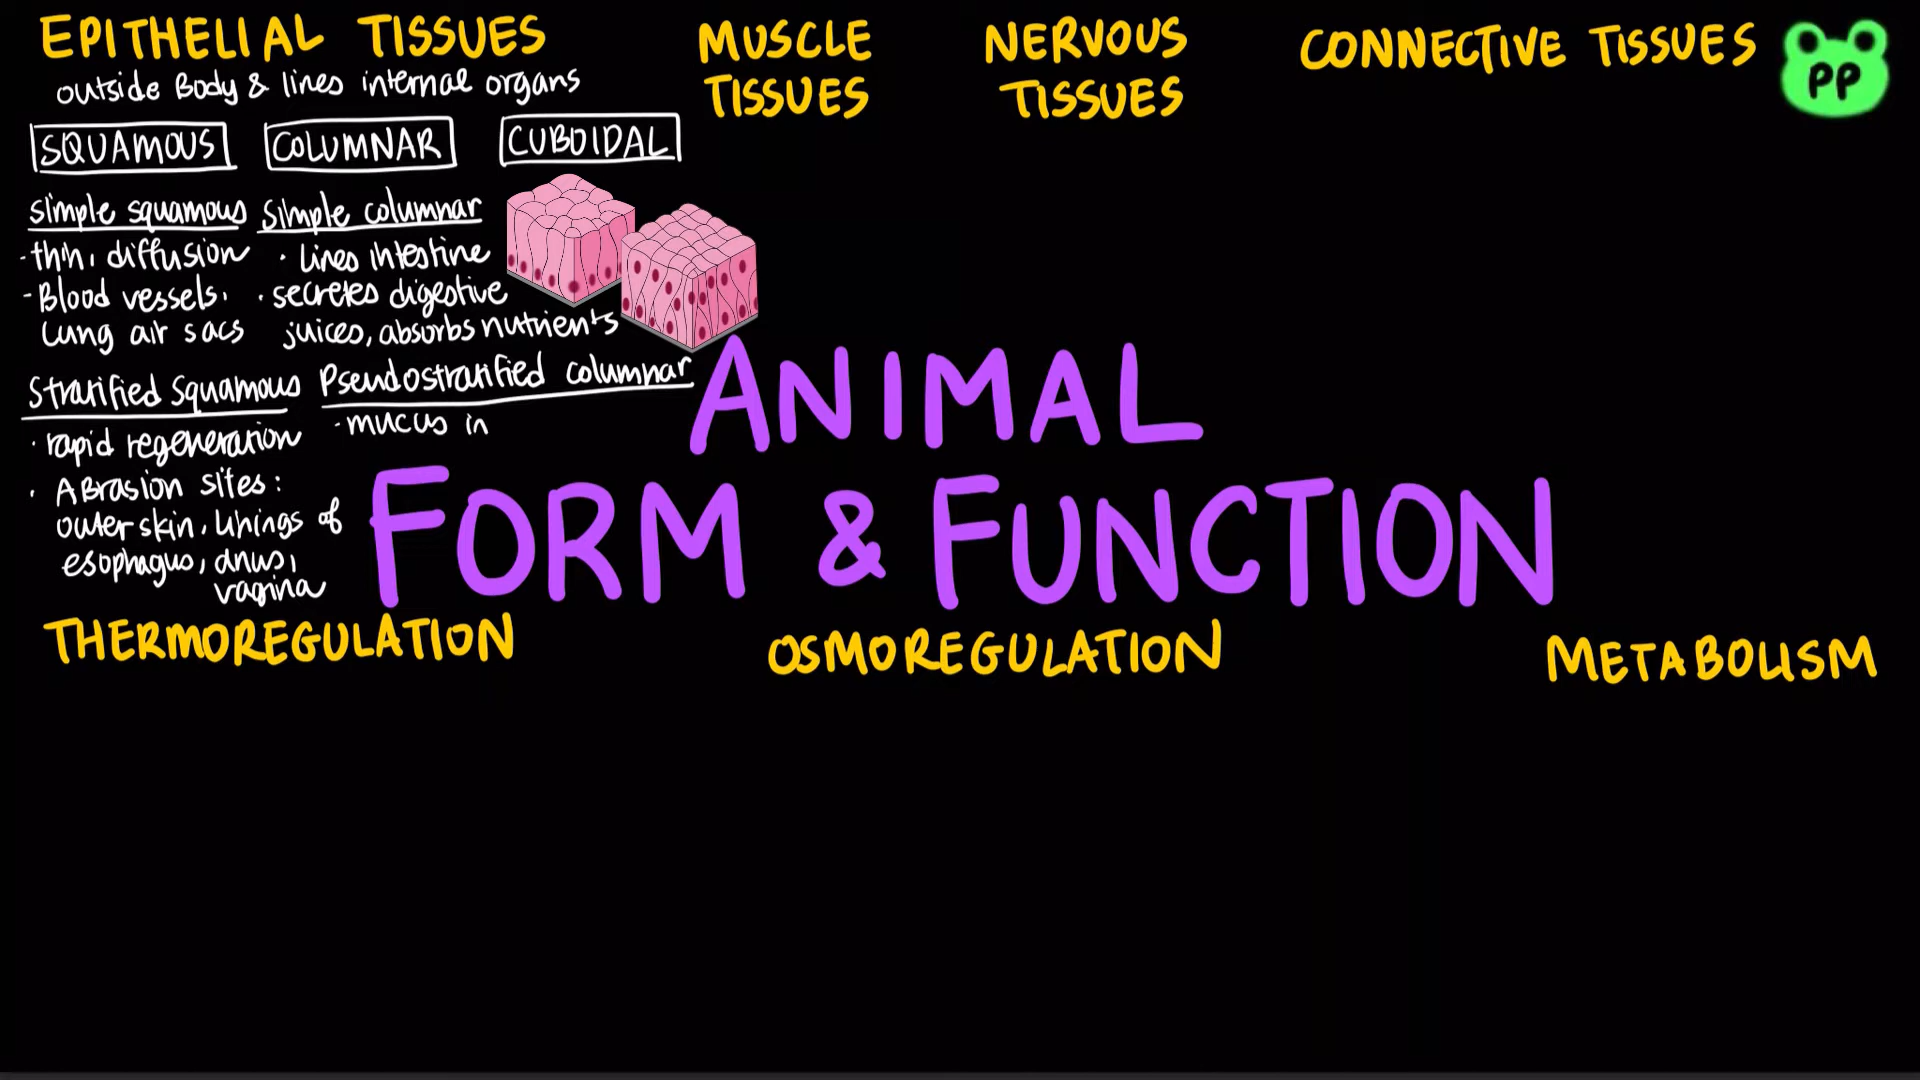 EPITHELIAL TISSUES
outside Body & lines internal organs
SQUAMOUS
simple squamous
-thin, diffusion
-Blood vessels,
Lung air sacs
Stratified Squamous
· rapid regeneration
· Abrasion sites:
outer skin, linings of
esophagus, anus,
vagina
COLUMNAR
Simple columnar
· Lines intestine
· secretes digestive
juices, absorbs nutrients
Pseudostratified columnar
-mucus in
CUBOIDAL
MUSCLE
TISSUES
NERVOUS
TISSUES
CONNECTIVE TISSUES
PP
ANIMAL
FORM & FUNCTION
THERMOREGULATION
OSMOREGULATION
METABOLISM